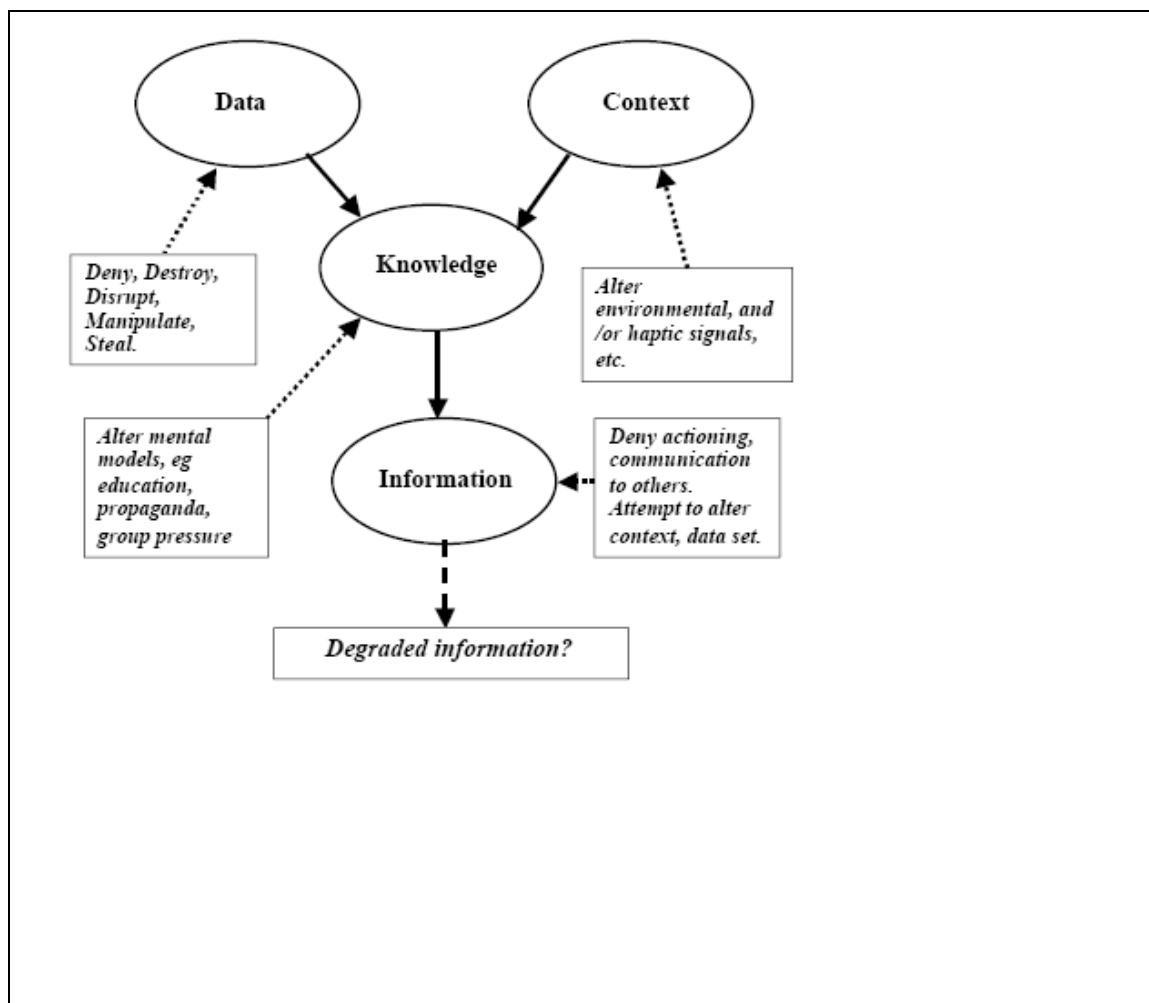 Data
Context
Knowledge
Deny, Destroy,
Disrupt,
Manipulate,
Steal.
Alter
environmental, and
/or haptic signals,
etc.
Alter mental
models, eg
education,
propaganda,
group pressure
Information
Deny actioning,
communication
to others.
Attempt to alter
context, data set.
Degraded information?